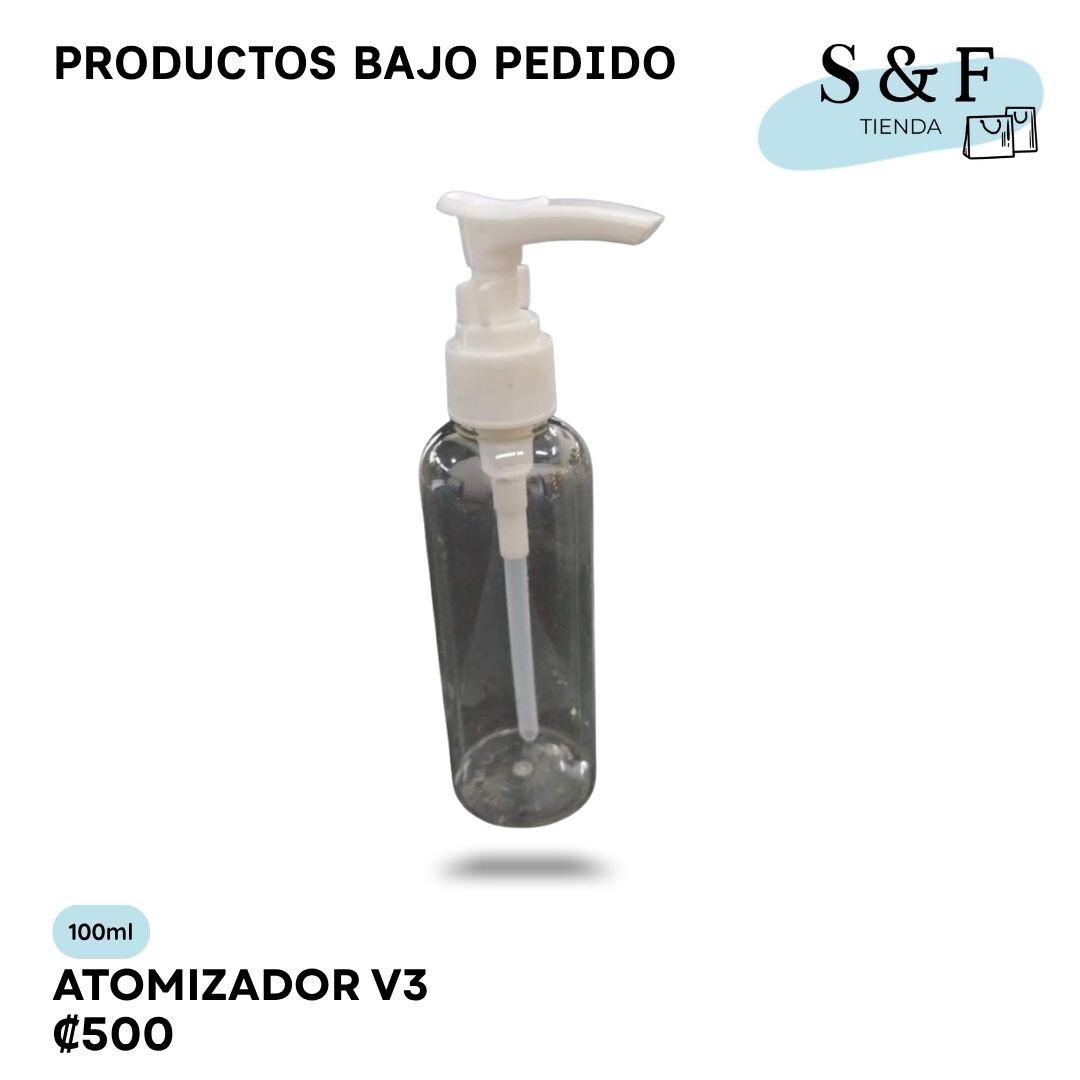 PRODUCTOS BAJO PEDIDO
S & F
TIENDA
100ml
ATOMIZADOR V3
₡500